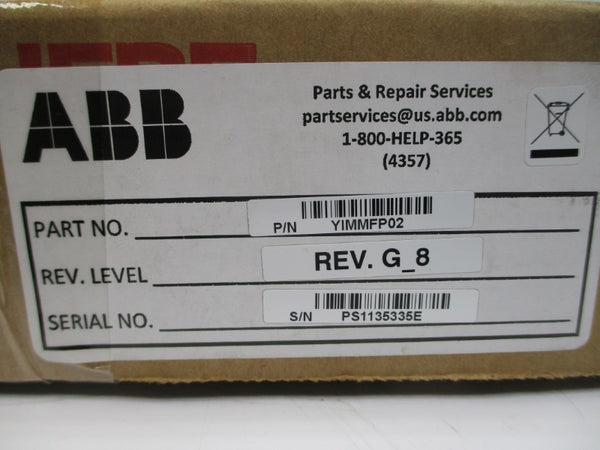 ABB
Parts & Repair Services
partservices@us.abb.com
1-800-HELP-365
(4357)
PART NO.
P/N YIMMFP02
REV. LEVEL
REV. G_8
SERIAL NO.
S/N PS1135335E